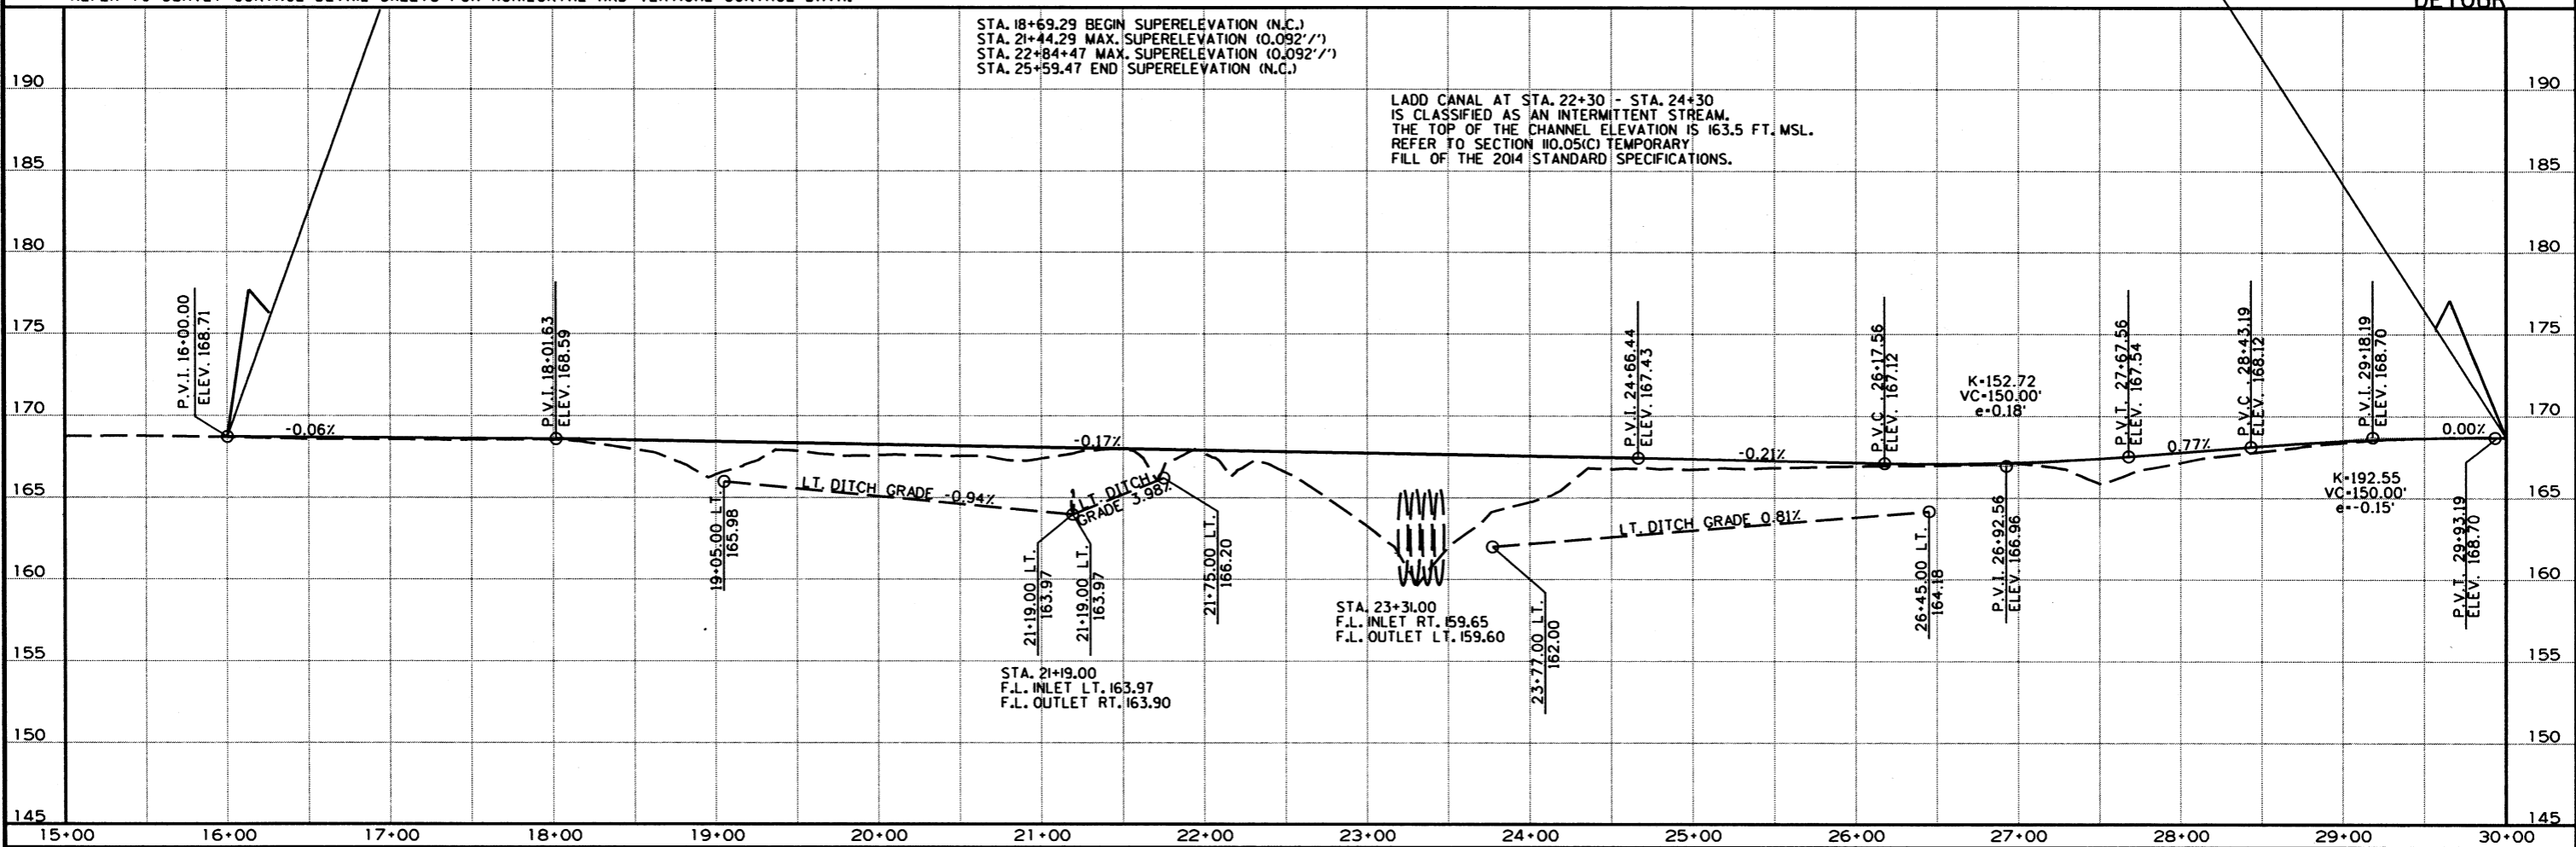 STA. 18+69.29 BEGIN SUPERELEVATION (N.C.)
STA. 21+44.29 MAX. SUPERELEVATION (0.092'/')
STA. 22+84+47 MAX. SUPERELEVATION (0.092'/')
STA. 25+59.47 END SUPERELEVATION (N.C.)
LADD CANAL AT STA. 22+30 - STA. 24+30
IS CLASSIFIED AS AN INTERMITTENT STREAM.
THE TOP OF THE CHANNEL ELEVATION IS 163.5 FT. MSL.
REFER TO SECTION 110.05(C) TEMPORARY
FILL OF THE 2014 STANDARD SPECIFICATIONS.
190
190
185
185
180
180
175
175
170
170
165
165
160
160
155
155
150
150
145
145
P.V.I. 16+00.00
ELEV. 168.71
-0.06%
P.V.I. 18+01.63
ELEV. 168.59
-0.17%
P.V.I. 24+66.44
ELEV. 167.43
-0.21%
P.V.C. 26+17.56
ELEV. 167.12
K=152.72
VC=150.00'
e=0.18'
P.V.T. 27+67.56
ELEV. 167.54
0.77%
P.V.C. 28+43.19
ELEV. 168.12
P.V.I. 29+18.19
ELEV. 168.70
0.00%
K=192.55
VC=150.00'
e=-0.15'
P.V.T. 29+93.19
ELEV. 168.70
P.V.I. 26+92.56
ELEV. 166.96
19+05.00 LT.
165.98
LT. DITCH GRADE -0.94%
LT. DITCH
GRADE 3.98%
21+19.00 LT.
163.97
21+19.00 LT.
163.97
21+75.00 LT.
166.20
STA. 21+19.00
F.L. INLET LT. 163.97
F.L. OUTLET RT. 163.90
STA. 23+31.00
F.L. INLET RT. 159.65
F.L. OUTLET LT. 159.60
23+77.00 LT.
162.00
LT. DITCH GRADE 0.81%
26+45.00 LT.
164.18
15+00 16+00 17+00 18+00 19+00 20+00 21+00 22+00 23+00 24+00 25+00 26+00 27+00 28+00 29+00 30+00